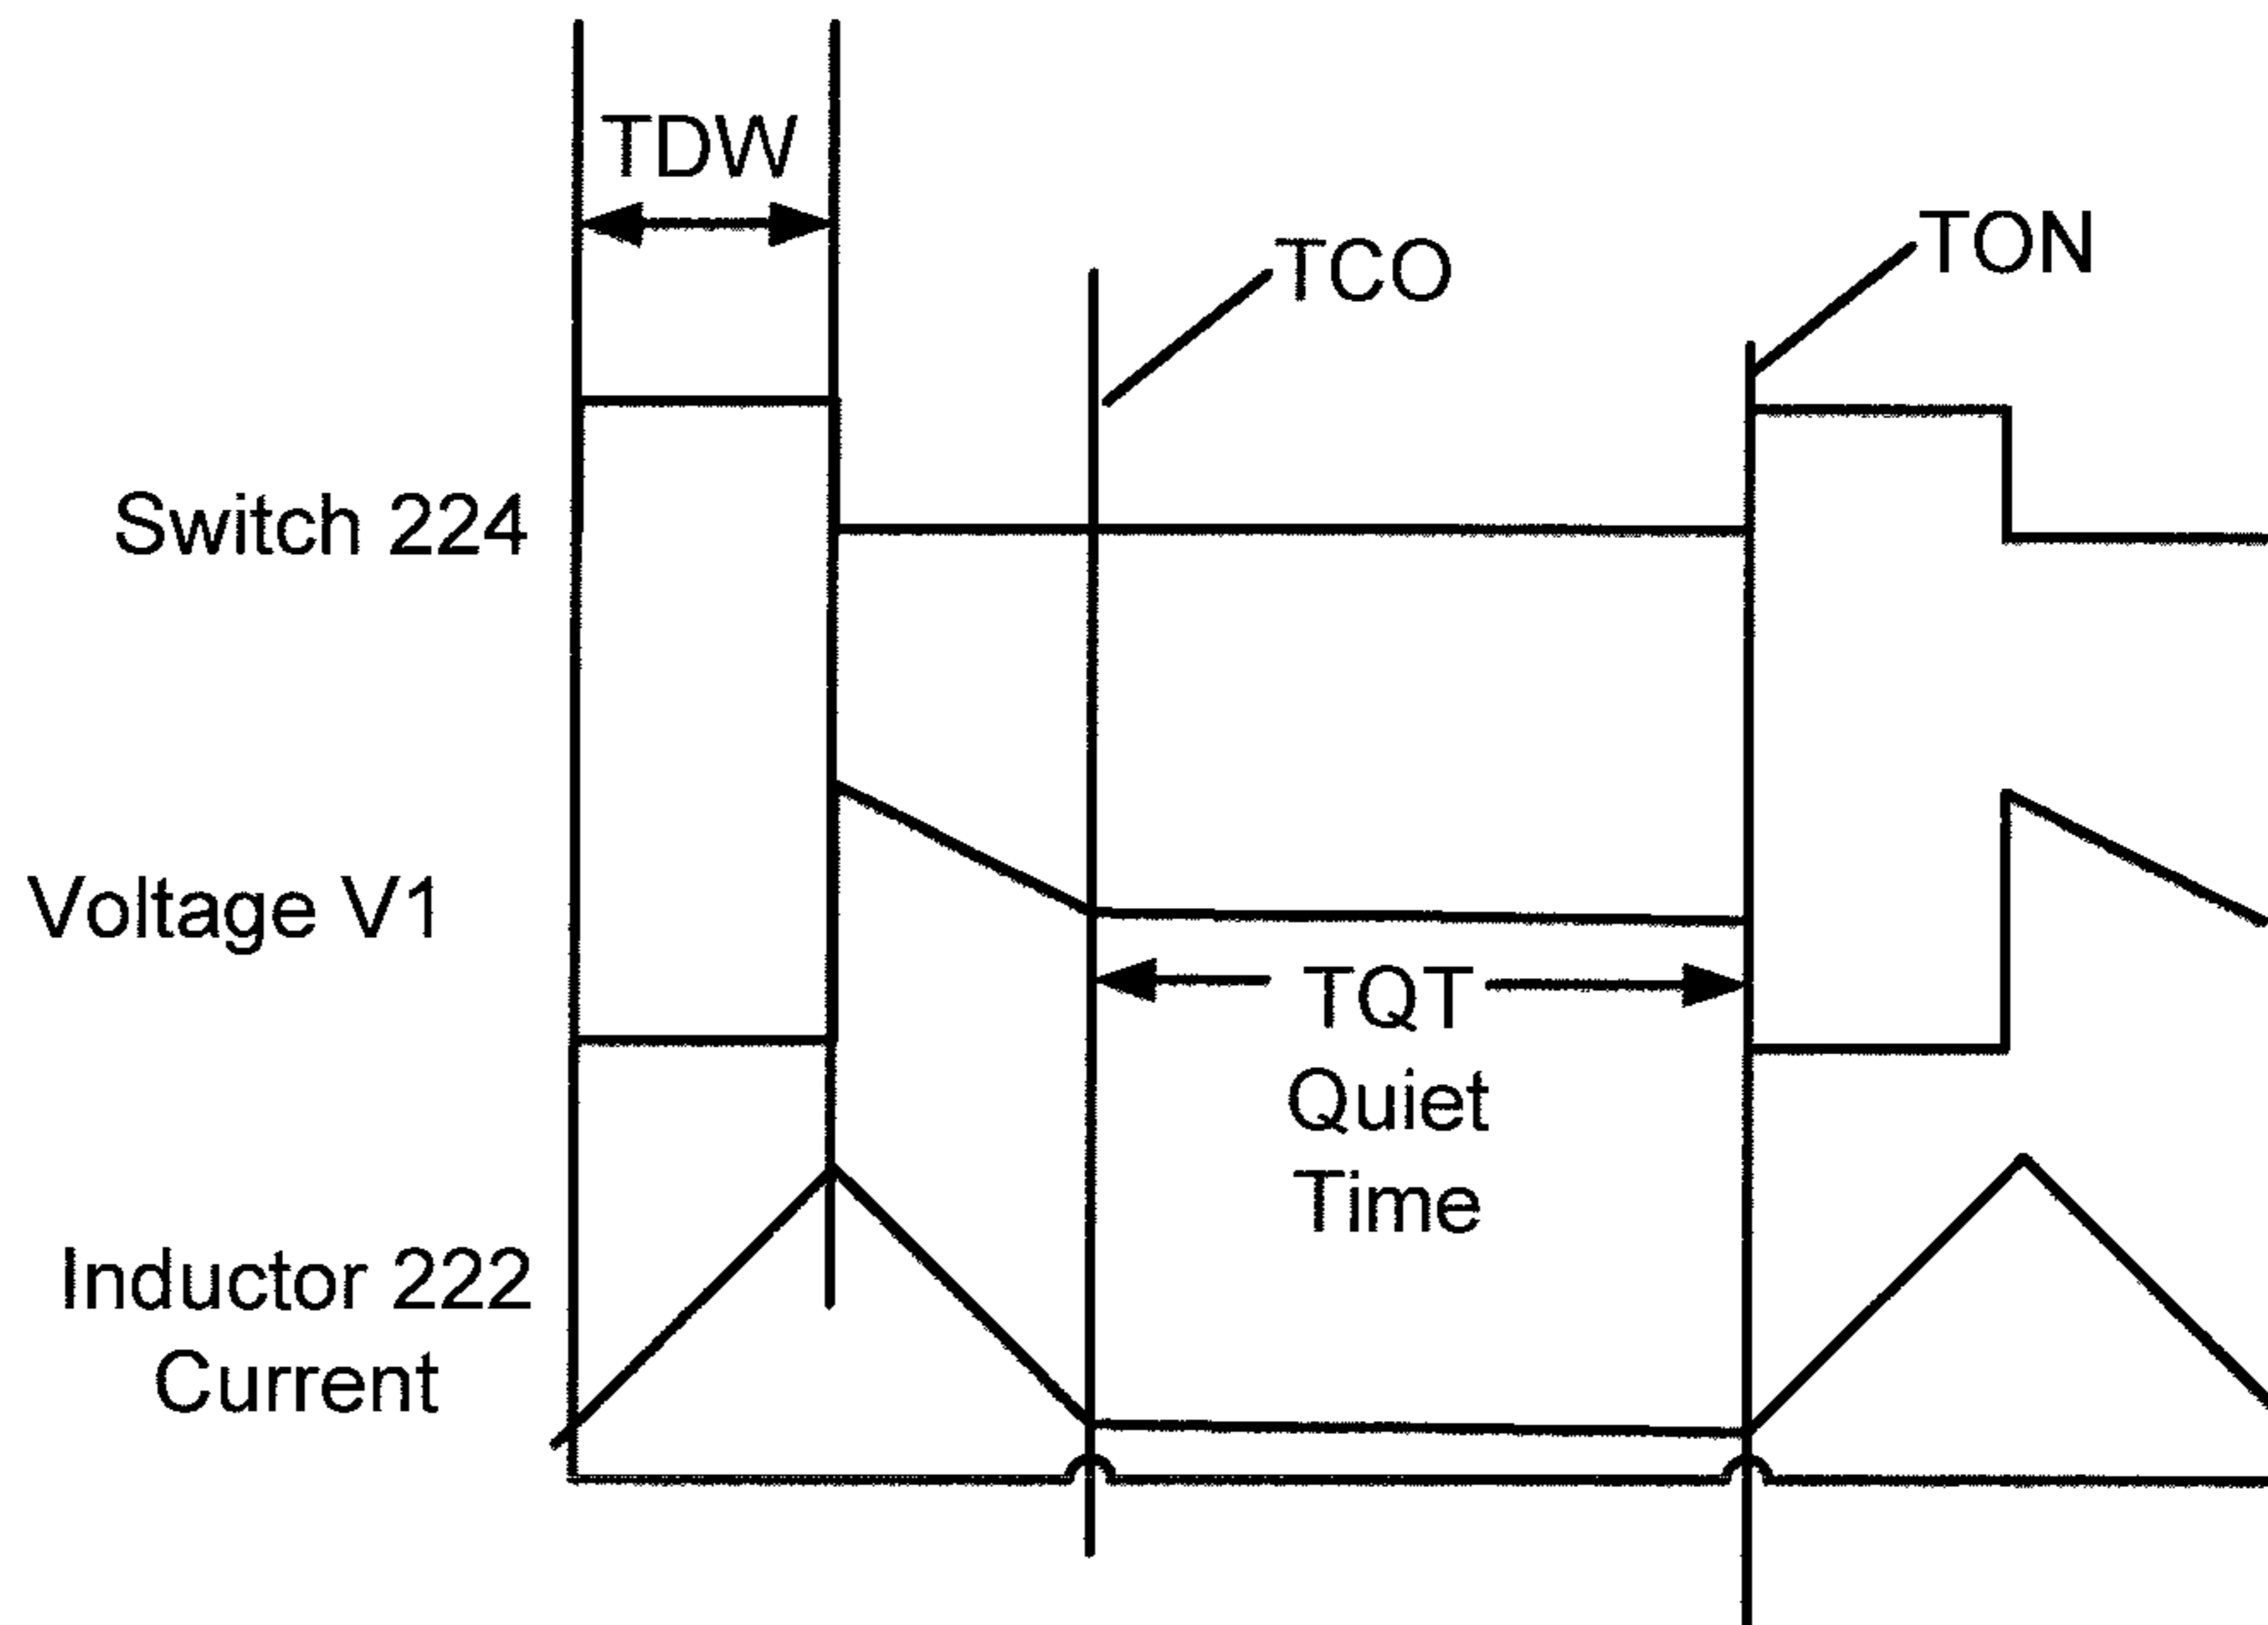 TDW
TCO
TON
Switch 224
Voltage V1
TQT
Quiet
Time
Inductor 222
Current